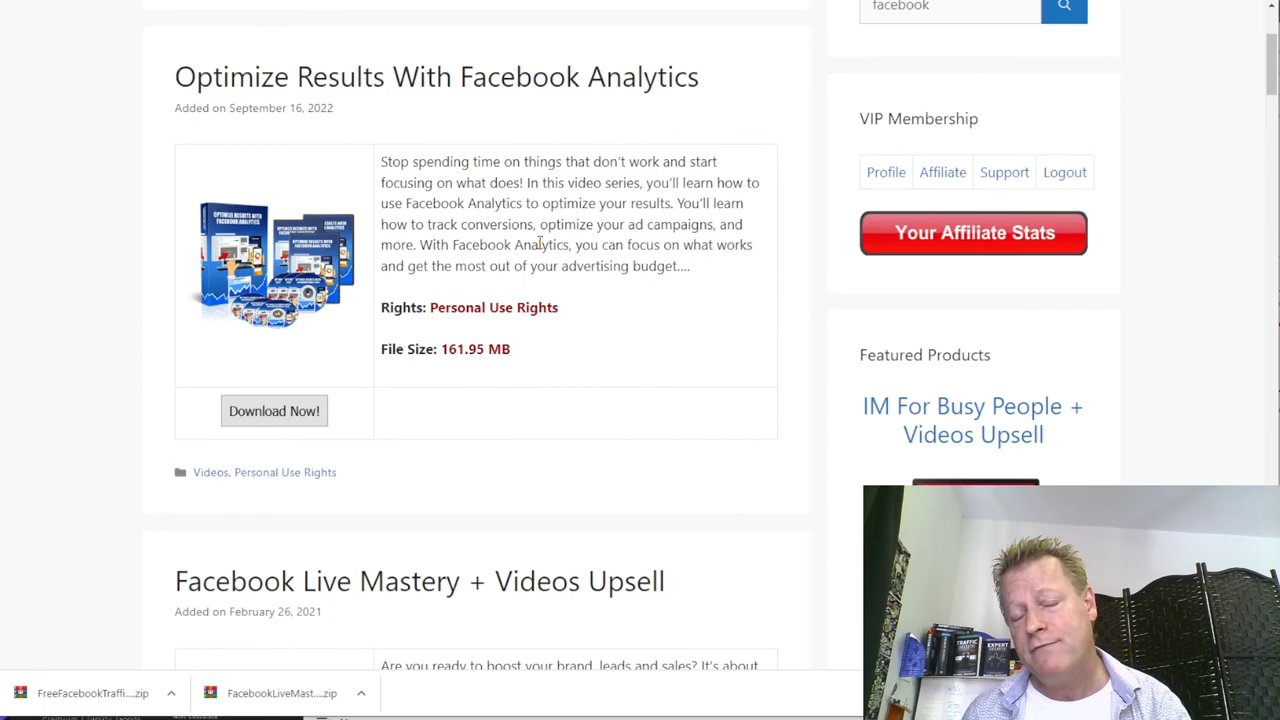 facebook
Optimize Results With Facebook Analytics
Added on September 16, 2022
Stop spending time on things that don't work and start
focusing on what does! In this video series, you'll learn how to
use Facebook Analytics to optimize your results. You'll learn
how to track conversions, optimize your ad campaigns, and
more. With Facebook Analytics, you can focus on what works
and get the most out of your advertising budget....
Rights: Personal Use Rights
File Size: 161.95 MB
Download Now!
Videos, Personal Use Rights
Facebook Live Mastery + Videos Upsell
Added on February 26, 2021
Are you ready to boost your brand, leads and sales? It's about
VIP Membership
Profile
Affiliate
Support
Logout
Your Affiliate Stats
Featured Products
IM For Busy People +
Videos Upsell
TRAFFIC
EXPERT
FreeFacebookTraffi....zip
FacebookLiveMast....zip